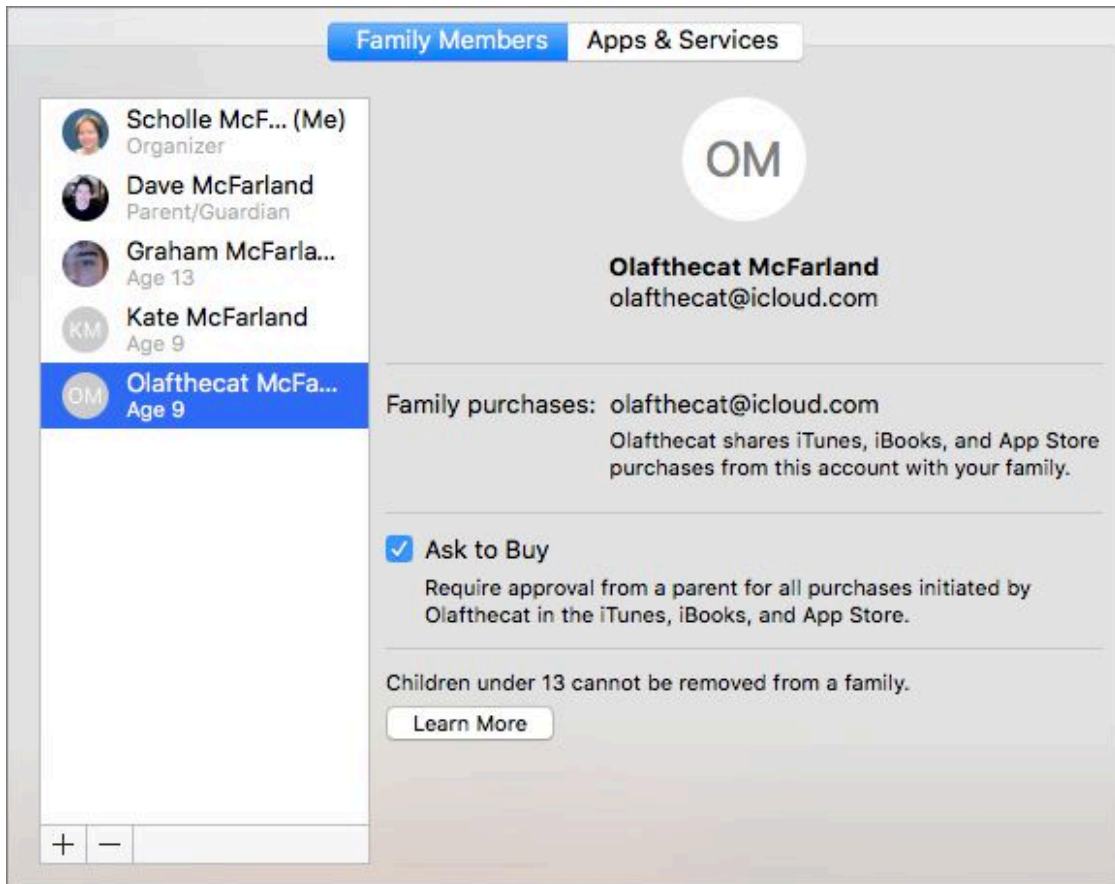 Family Members Apps & Services
Scholle McF... (Me)
Organizer
Dave McFarland
Parent/Guardian
Graham McFarla...
Age 13
KM
Kate McFarland
Age 9
OM
Olafthecat McFa...
Age 9
OM
Olafthecat McFarland
olafthecat@icloud.com
Family purchases: olafthecat@icloud.com
Olafthecat shares iTunes, iBooks, and App Store
purchases from this account with your family.
Ask to Buy
Require approval from a parent for all purchases initiated by
Olafthecat in the iTunes, iBooks, and App Store.
Children under 13 cannot be removed from a family.
Learn More
+ −